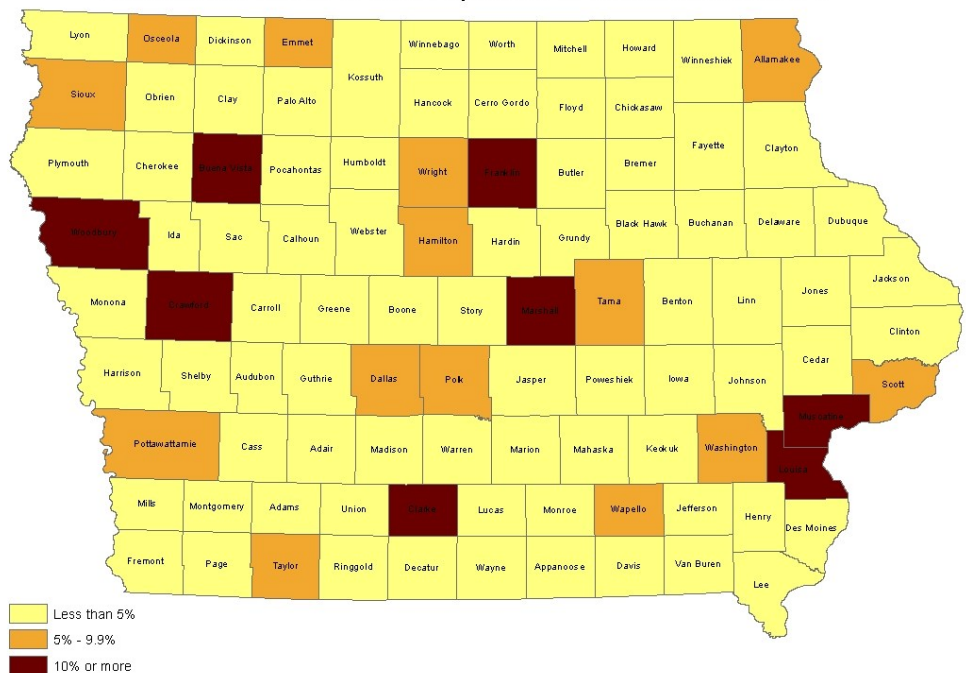 Lyon
Osceola
Dickinson
Emmet
Kossuth
Winnebago
Worth
Mitchell
Howard
Winneshiek
Allamakee
Sioux
Obrien
Clay
Palo Alto
Hancock
Cerro Gordo
Floyd
Chickasaw
Fayette
Clayton
Plymouth
Cherokee
Buena Vista
Pocahontas
Humboldt
Wright
Franklin
Butler
Bremer
Woodbury
Ida
Sac
Calhoun
Webster
Hamilton
Hardin
Grundy
Black Hawk
Buchanan
Delaware
Dubuque
Monona
Crawford
Carroll
Greene
Boone
Story
Marshall
Tama
Benton
Linn
Jones
Jackson
Clinton
Harrison
Shelby
Audubon
Guthrie
Dallas
Polk
Jasper
Poweshiek
Iowa
Johnson
Cedar
Scott
Muscatine
Pottawattamie
Cass
Adair
Madison
Warren
Marion
Mahaska
Keokuk
Washington
Louisa
Mills
Montgomery
Adams
Union
Clarke
Lucas
Monroe
Wapello
Jefferson
Henry
Des Moines
Fremont
Page
Taylor
Ringgold
Decatur
Wayne
Appanoose
Davis
Van Buren
Lee
Less than 5%
5% - 9.9%
10% or more